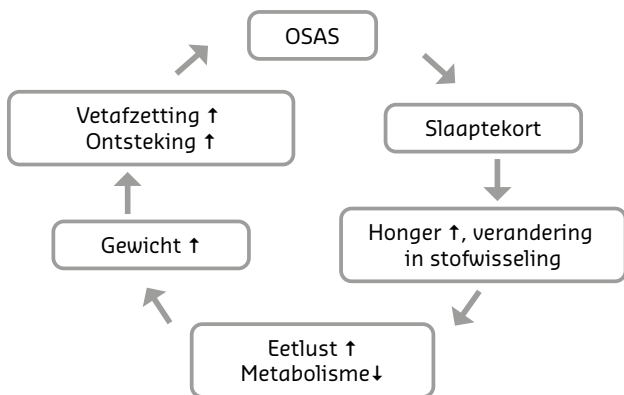 OSAS
Slaaptekort
Honger ↑, verandering
in stofwisseling
Eetlust ↑
Metabolisme↓
Gewicht ↑
Vetafzetting ↑
Ontsteking ↑